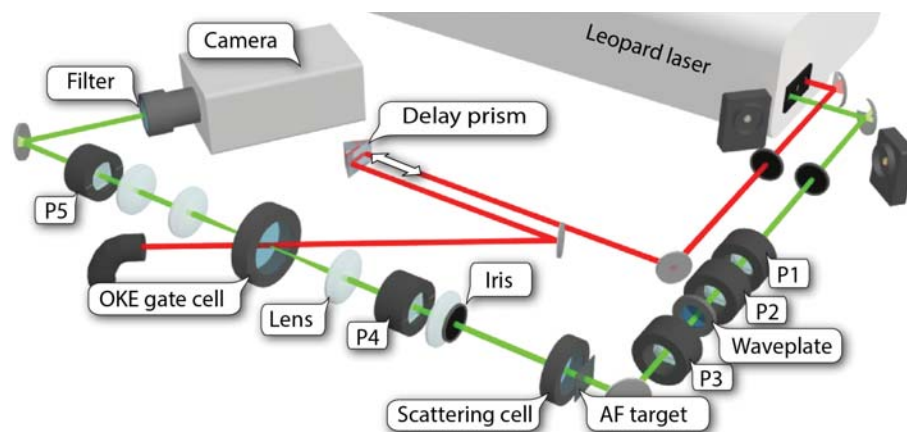 Camera
Leopard laser
Filter
Delay prism
P5
P1
OKE gate cell
Iris
P2
Lens
P4
Waveplate
P3
Scattering cell
AF target